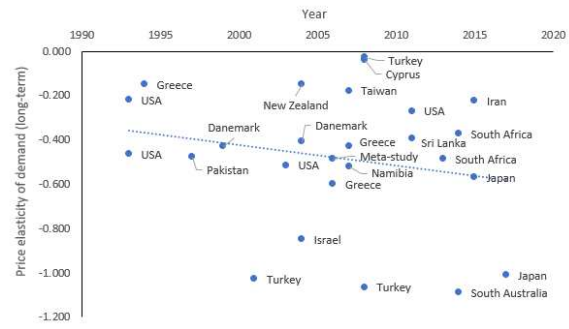 Year
1990 1995 2000 2005 2010 2015 2020
0.000
-0.200
-0.400
-0.600
-0.800
-1.000
-1.200
Price elasticity of demand (long-term)
Turkey
Cyprus
Greece
USA
New Zealand
Taiwan
Iran
USA
Danemark
Danemark
South Africa
Greece
Sri Lanka
USA
Pakistan
Meta-study
South Africa
USA
Namibia
Japan
Greece
Israel
Turkey
Turkey
Japan
South Australia